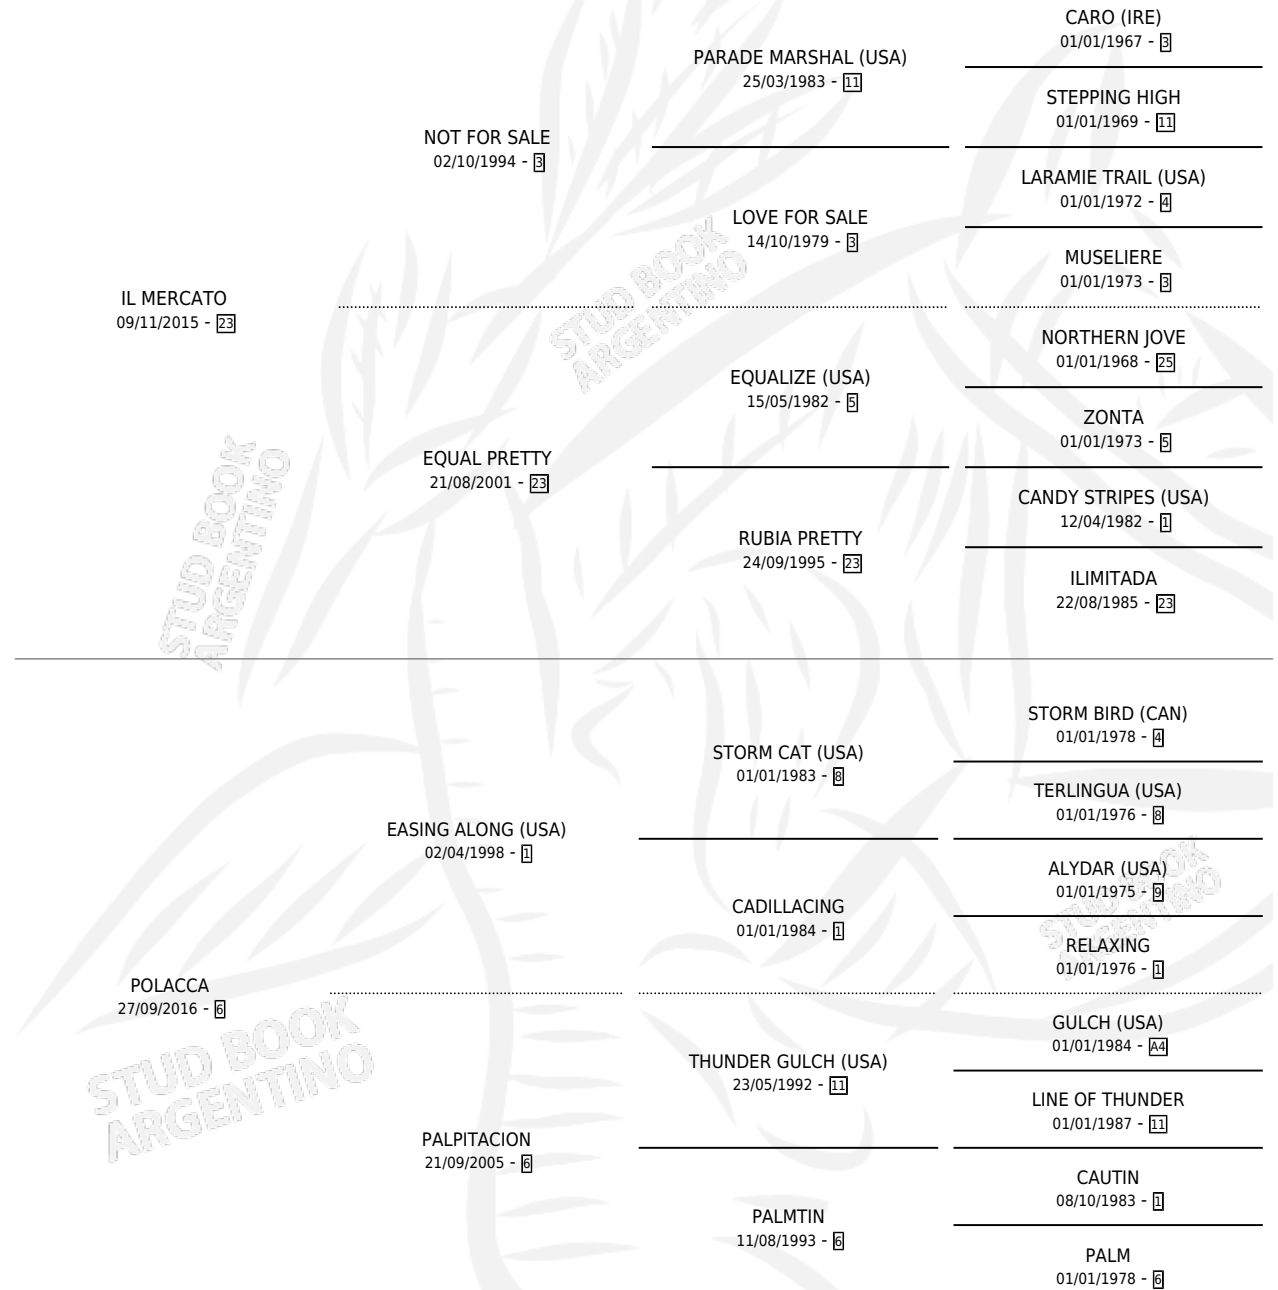 CARO (IRE)
01/01/1967 - 3
PARADE MARSHAL (USA)
25/03/1983 - 11
STEPPING HIGH
01/01/1969 - 11
NOT FOR SALE
02/10/1994 - 3
LARAMIE TRAIL (USA)
01/01/1972 - 4
LOVE FOR SALE
14/10/1979 - 3
MUSELIERE
01/01/1973 - 3
IL MERCATO
09/11/2015 - 23
STUD BOOK
ARGENTINO
NORTHERN JOVE
01/01/1968 - 25
EQUALIZE (USA)
15/05/1982 - 5
ZONTA
01/01/1973 - 5
EQUAL PRETTY
21/08/2001 - 23
CANDY STRIPES (USA)
12/04/1982 - 1
RUBIA PRETTY
24/09/1995 - 23
ILIMITADA
22/08/1985 - 23
STUD BOOK
ARGENTINO
STORM BIRD (CAN)
01/01/1978 - 4
STORM CAT (USA)
01/01/1983 - 8
TERLINGUA (USA)
01/01/1976 - 8
EASING ALONG (USA)
02/04/1998 - 1
ALYDAR (USA)
01/01/1975 - 9
CADILLACING
01/01/1984 - 1
STUD BOOK
ARGENTINO
RELAXING
01/01/1976 - 1
POLACCA
27/09/2016 - 6
STUD BOOK
ARGENTINO
GULCH (USA)
01/01/1984 - A4
THUNDER GULCH (USA)
23/05/1992 - 11
LINE OF THUNDER
01/01/1987 - 11
PALPITACION
21/09/2005 - 6
CAUTIN
08/10/1983 - 1
PALMTIN
11/08/1993 - 6
PALM
01/01/1978 - 6